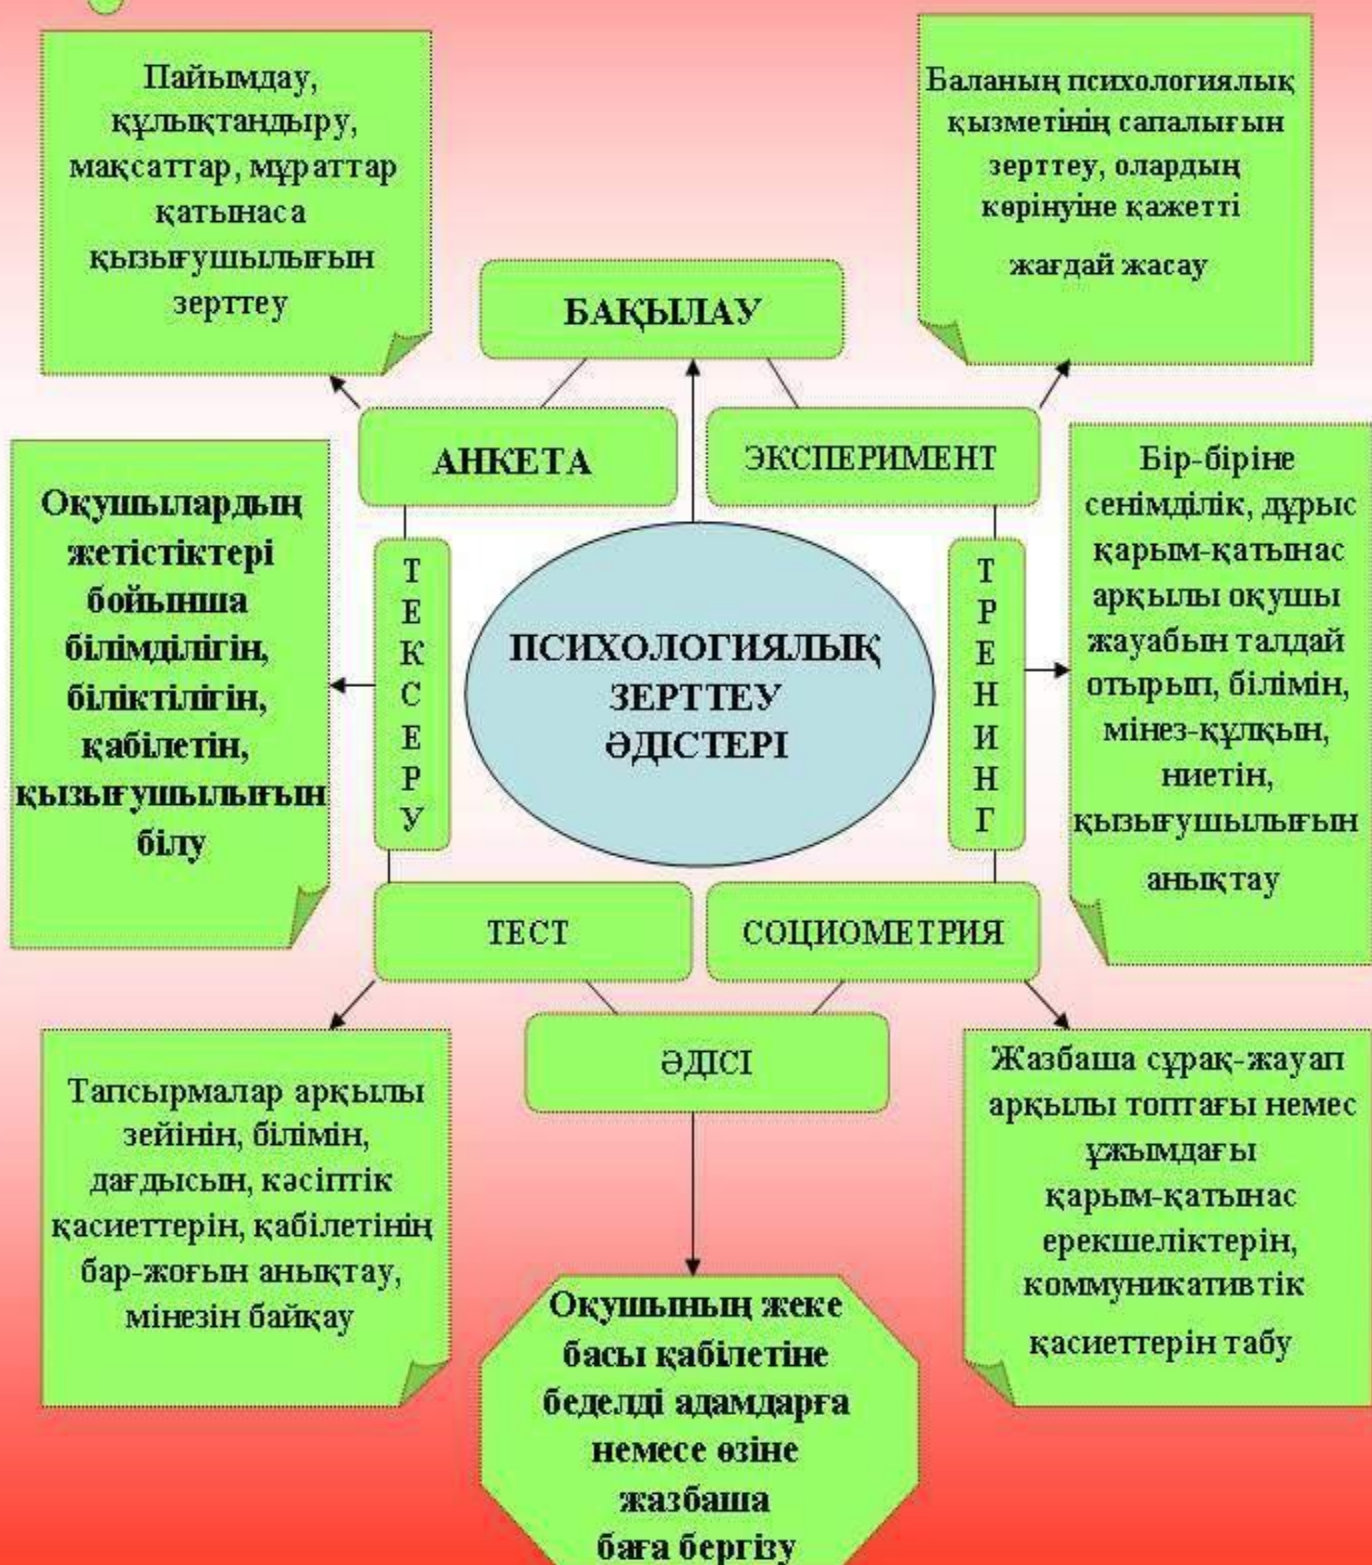 Пайымдау,
құлықтандыру,
мақсаттар, мұраттар
қатынаса
қызығушылығын
зерттеу
Баланың психологиялық
қызметінің сапалығын
зерттеу, олардың
көрінуіне қажетті
жағдай жасау
БАҚЫЛАУ
АНКЕТА
ЭКСПЕРИМЕНТ
Оқушылардың
жетістіктері
бойынша
білімділігін,
біліктілігін,
қабілетін,
қызығушылығын
білу
Т
Е
К
С
Е
Р
У
ПСИХОЛОГИЯЛЫҚ
ЗЕРТТЕУ
ӘДІСТЕРІ
Т
Р
Е
Н
И
Н
Г
Бір-біріне
сенімділік, дұрыс
қарым-қатынас
арқылы оқушы
жауабын талдай
отырып, білімін,
мінез-құлқын,
ниетін,
қызығушылығын
анықтау
ТЕСТ
СОЦИОМЕТРИЯ
ӘДІСІ
Тапсырмалар арқылы
зейінін, білімін,
дағдысын, кәсіптік
қасиеттерін, қабілетінің
бар-жоғын анықтау,
мінезін байқау
Жазбаша сұрақ-жауап
арқылы топтағы немес
ұжымдағы
қарым-қатынас
ерекшеліктерін,
коммуникативтік
қасиеттерін табу
Оқушының жеке
басы қабілетіне
беделді адамдарға
немесе өзіне
жазбаша
баға бергізу